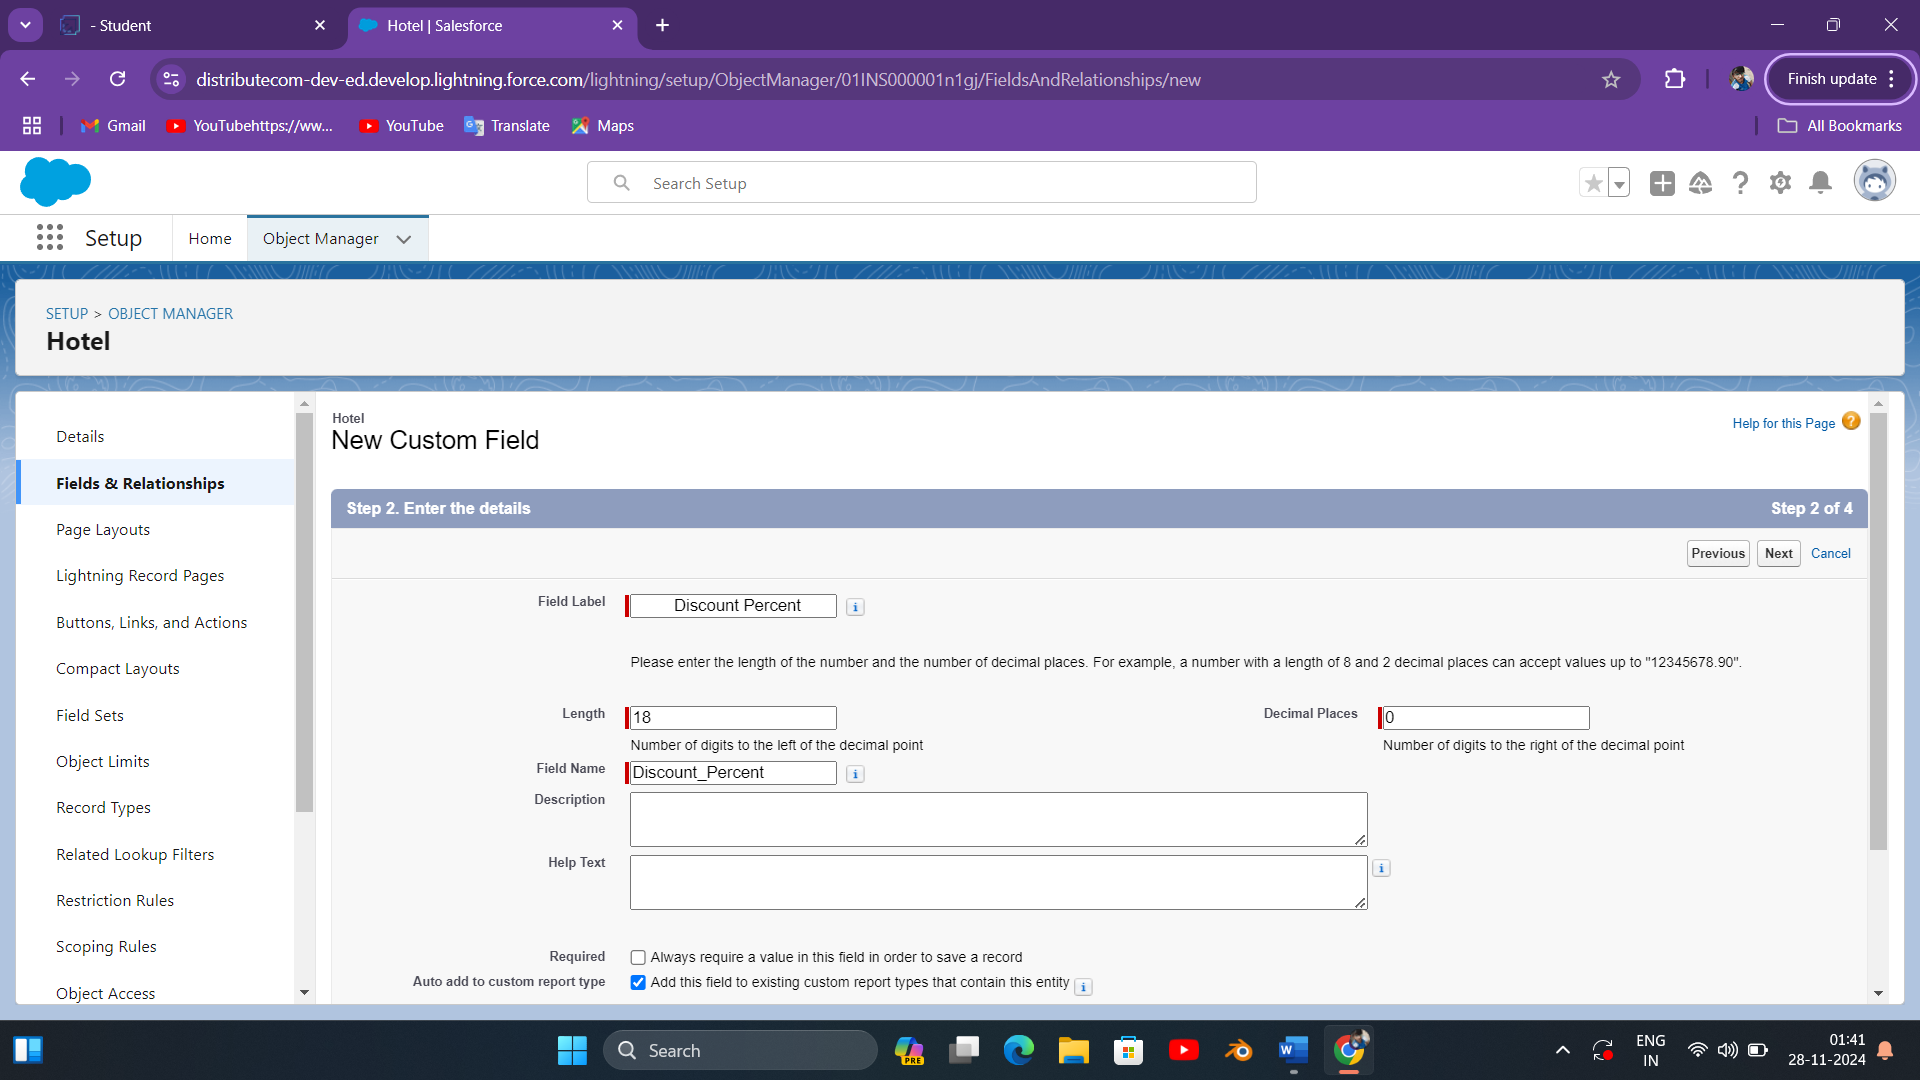 - Student
Hotel | Salesforce
distributecom-dev-ed.develop.lightning.force.com/lightning/setup/ObjectManager/01INS000001n1gj/FieldsAndRelationships/new
Finish update
Gmail
YouTubehttps://ww...
YouTube
Translate
Maps
All Bookmarks
Search Setup
Setup
Home
Object Manager
SETUP > OBJECT MANAGER
Hotel
Details
Fields & Relationships
Page Layouts
Lightning Record Pages
Buttons, Links, and Actions
Compact Layouts
Field Sets
Object Limits
Record Types
Related Lookup Filters
Restriction Rules
Scoping Rules
Object Access
Hotel
New Custom Field
Help for this Page
Step 2. Enter the details
Step 2 of 4
Previous
Next
Cancel
Field Label
Discount Percent
Please enter the length of the number and the number of decimal places. For example, a number with a length of 8 and 2 decimal places can accept values up to "12345678.90".
Length
18
Decimal Places
0
Number of digits to the left of the decimal point
Number of digits to the right of the decimal point
Field Name
Discount_Percent
Description
Help Text
Required
Always require a value in this field in order to save a record
Auto add to custom report type
Add this field to existing custom report types that contain this entity
Search
PRE
ENG
IN
01:41
28-11-2024